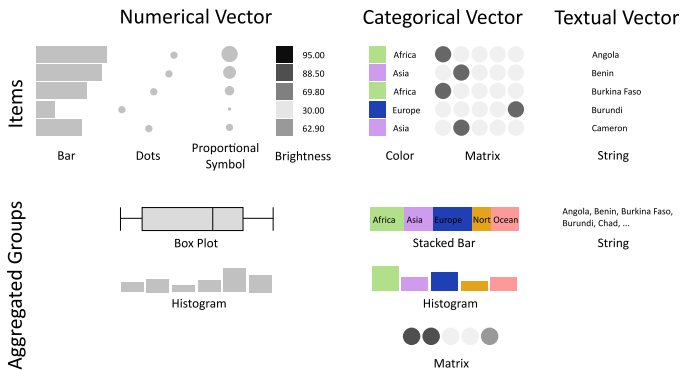 Numerical Vector
Categorical Vector
Textual Vector
Items
95.00
88.50
69.80
30.00
62.90
Africa
Asia
Africa
Europe
Asia
Angola
Benin
Burkina Faso
Burundi
Cameron
Bar
Dots
Proportional
Symbol
Brightness
Color
Matrix
String
Aggregated Groups
Box Plot
Africa
Asia
Europe
Nort
Ocean
Stacked Bar
Angola, Benin, Burkina Faso,
Burundi, Chad, ...
String
Histogram
Histogram
Matrix